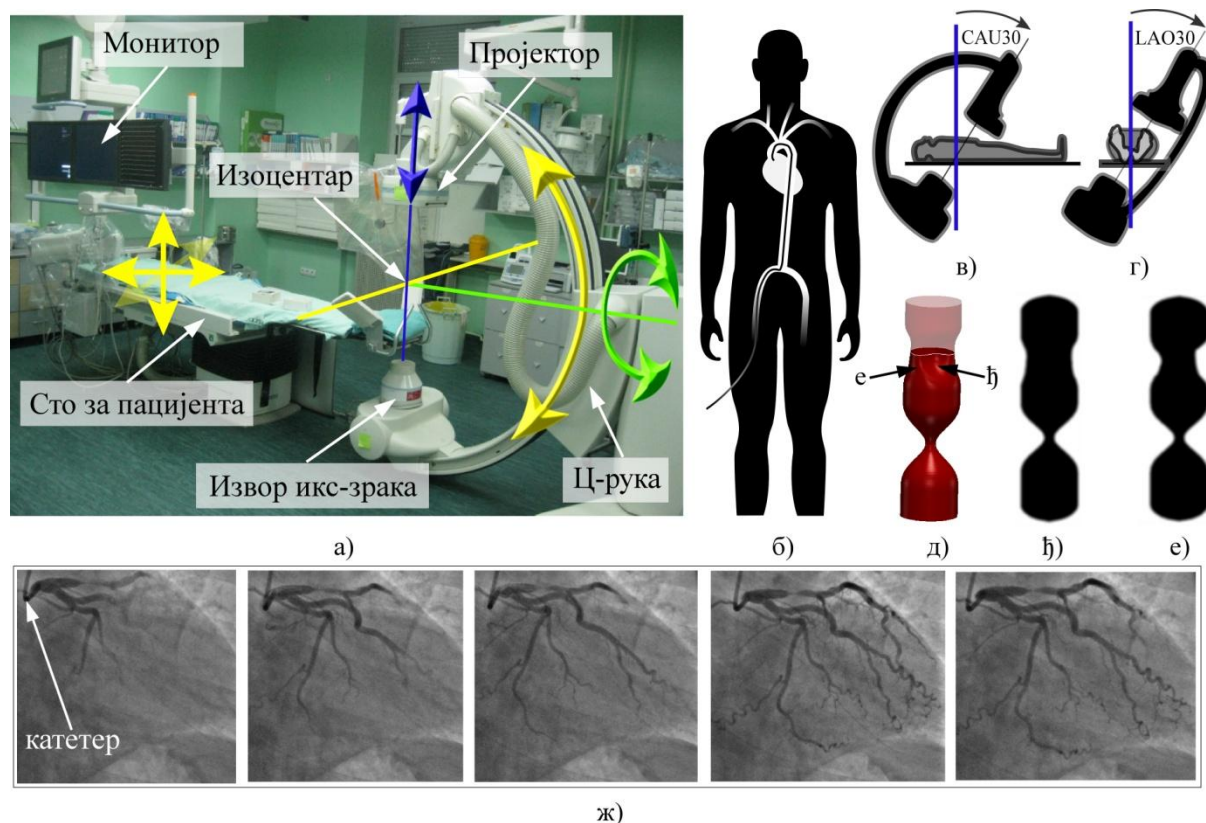 Монитор
Пројектор
Изоцентар
Сто за пацијента
Извор икс-зрака
Ц-рука
а)
б)
CAU30
LAO30
в)
г)
е
ђ
д)
ђ)
е)
катетер
ж)